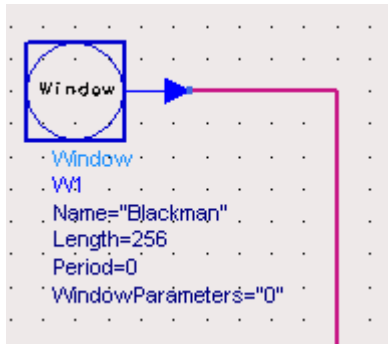 Window
Window
W1
Name="Blackman"
Length=256
Period=0
WindowParameters="0"